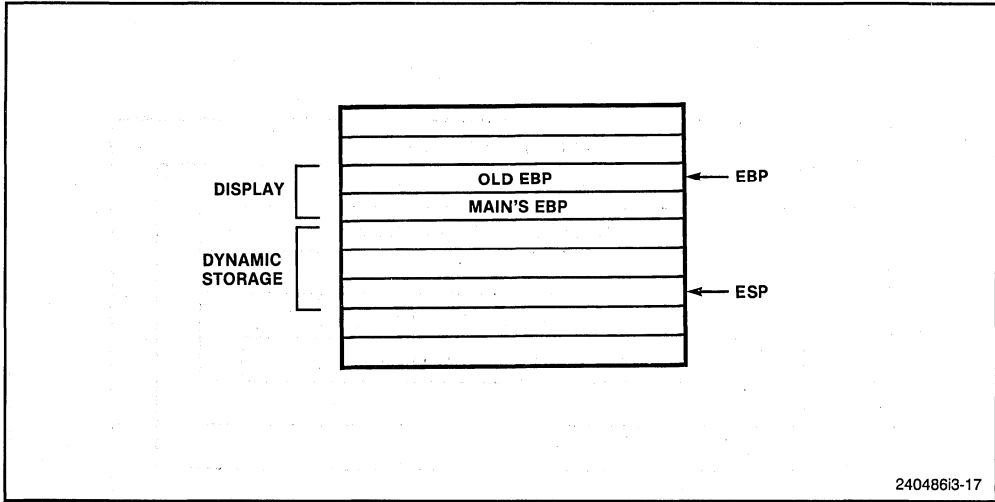 OLD EBP
EBP
DISPLAY
MAIN'S EBP
DYNAMIC
STORAGE
ESP
240486i3-17